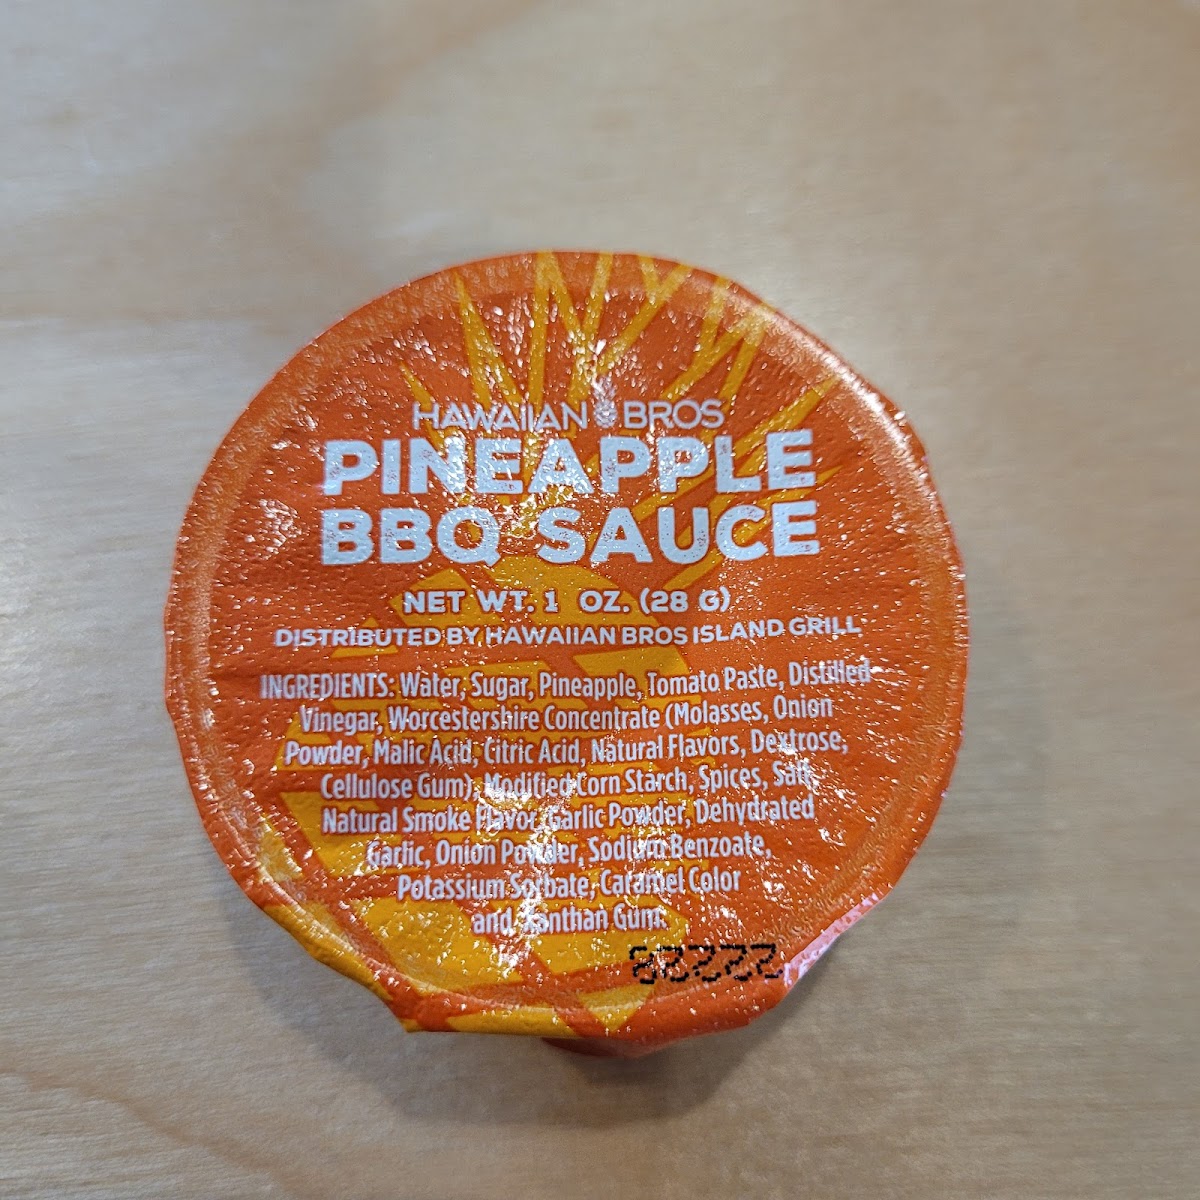 HAWAIIAN BROS
PINEAPPLE
BBQ SAUCE
NET WT. 1 OZ. (28 G)
DISTRIBUTED BY HAWAIIAN BROS ISLAND GRILL
INGREDIENTS: Water, Sugar, Pineapple, Tomato Paste, Distilled
Vinegar, Worcestershire Concentrate (Molasses, Onion
Powder, Malic Acid, Citric Acid, Natural Flavors, Dextrose,
Cellulose Gum), Modified Corn Starch, Spices, Salt,
Natural Smoke Flavor, Garlic Powder, Dehydrated
Garlic, Onion Powder, Sodium Benzoate,
Potassium Sorbate, Caramel Color
and Xanthan Gum.